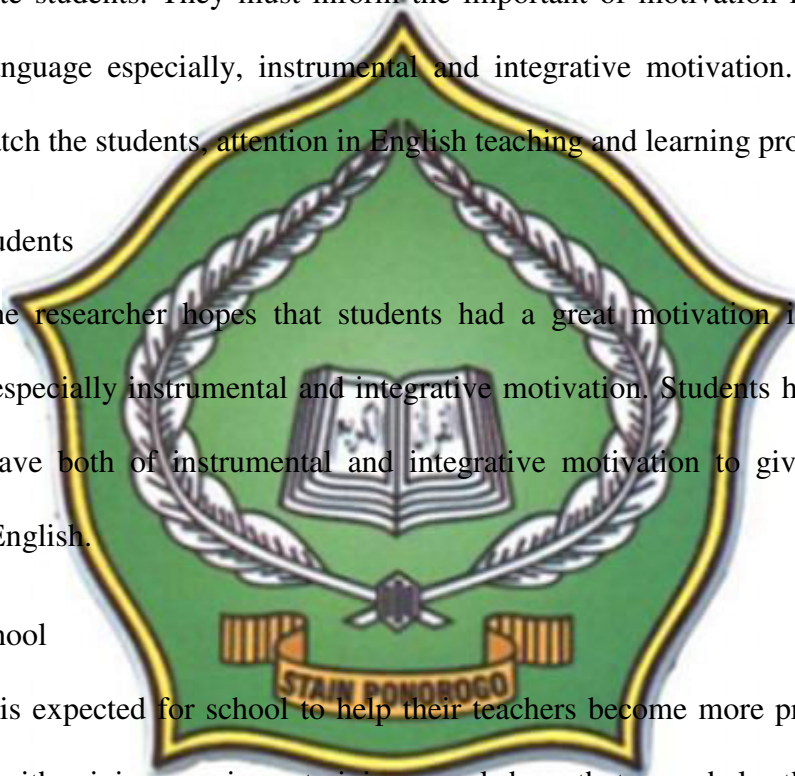 te students. They must inform the important of motivation
nguage especially, instrumental and integrative motivation.
tch the students, attention in English teaching and learning pro
udents
ne researcher hopes that students had a great motivation i
especially instrumental and integrative motivation. Students h
ave both of instrumental and integrative motivation to giv
English.
hool
is expected for school to help their teachers become more pr
STAIN PONOROGO